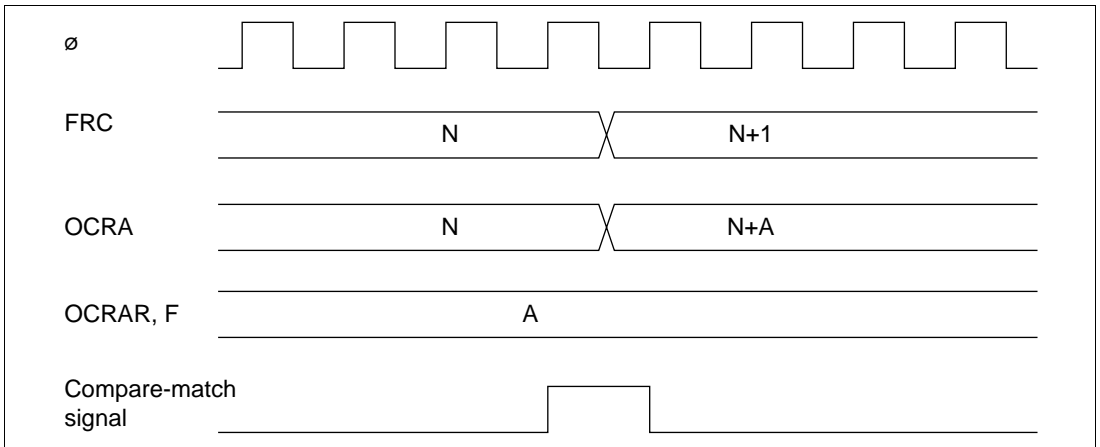 ø
FRC N N+1
OCRA N N+A
OCRAR, F A
Compare-match
signal